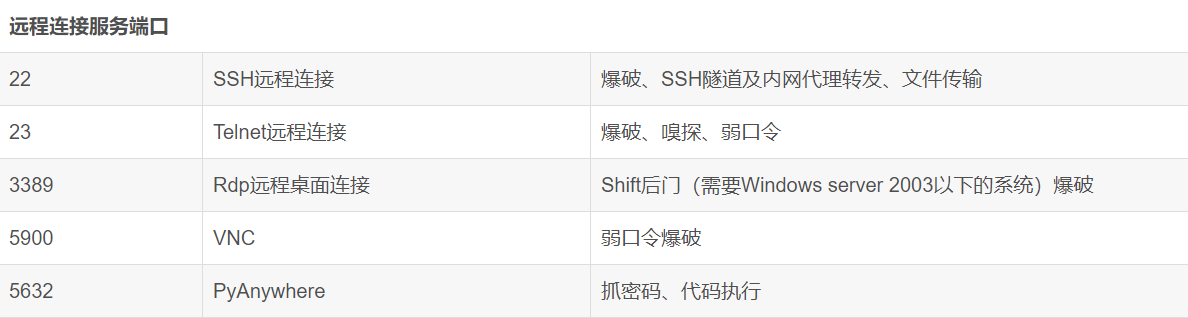 远程连接服务端口
22 SSH远程连接 爆破、SSH隧道及内网代理转发、文件传输
23 Telnet远程连接 爆破、嗅探、弱口令
3389 Rdp远程桌面连接 Shift后门（需要Windows server 2003以下的系统）爆破
5900 VNC 弱口令爆破
5632 PyAnywhere 抓密码、代码执行